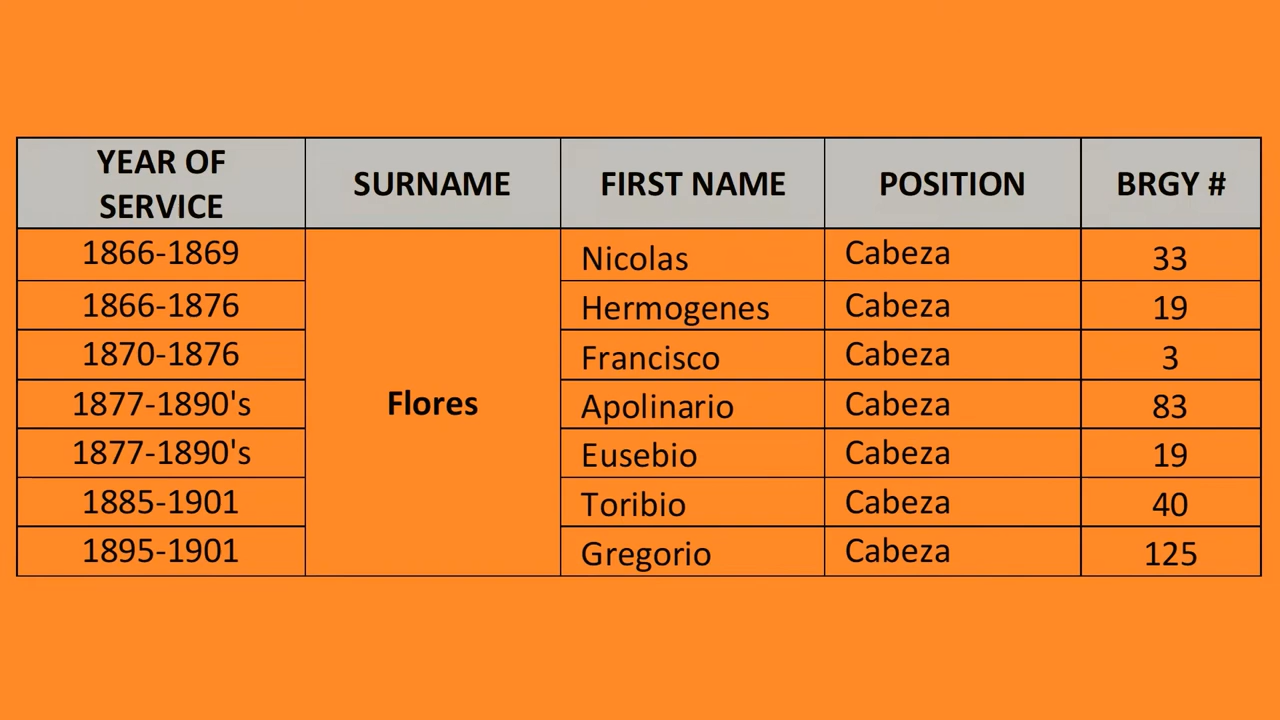 YEAR OF SERVICE SURNAME FIRST NAME POSITION BRGY #
1866-1869 Nicolas Cabeza 33
1866-1876 Hermogenes Cabeza 19
1870-1876 Francisco Cabeza 3
1877-1890's Flores Apolinario Cabeza 83
1877-1890's Eusebio Cabeza 19
1885-1901 Toribio Cabeza 40
1895-1901 Gregorio Cabeza 125